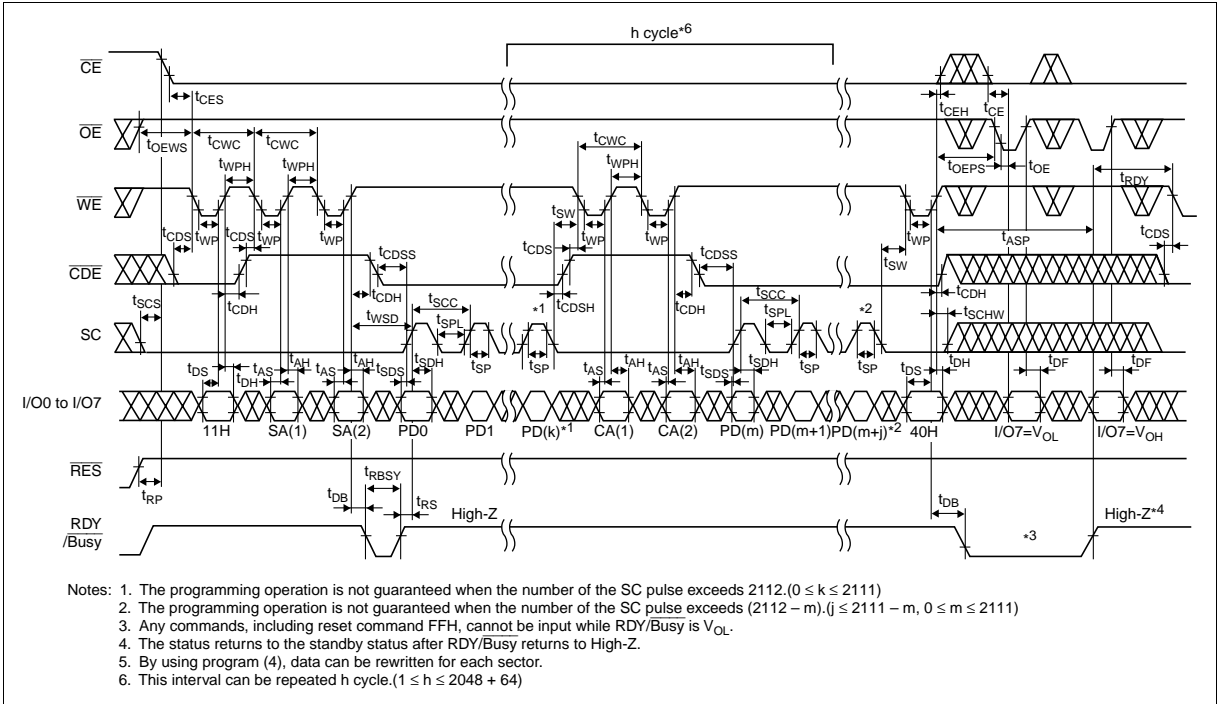 h cycle*6
CE
tCES
tCEH
tCE
OE
tOEWS
tCWC
tCWC
tCWC
tOEPS
tOE
tWPH
tWPH
tWPH
tRDY
WE
tCDS
tWP
tCDS
tWP
tWP
tSW
tCDS
tWP
tWP
tWP
tASP
tCDS
CDE
tCDSS
tCDSS
tSW
tSCS
tCDH
tCDH
tCDSH
tCDH
tCDH
tWSD
tSCC
*1
tSCC
*2
tSCHW
SC
tSPL
tSPL
tSP
tSP
tSP
tSP
tDS
tDH
tAS
tAH
tAS
tAH
tSDS
tSDH
tAS
tAH
tAS
tAH
tSDS
tSDH
tDS
tDH
tDF
tDF
I/O0 to I/O7
11H SA(1) SA(2) PD0 PD1 PD(k)*1 CA(1) CA(2) PD(m) PD(m+1) PD(m+j)*2 40H I/O7=VOL I/O7=VOH
RES
tRP
tRBSY
tDB
tRS
tDB
RDY
/Busy
High-Z
*3
High-Z*4
Notes: 1. The programming operation is not guaranteed when the number of the SC pulse exceeds 2112.(0 ≤ k ≤ 2111)
2. The programming operation is not guaranteed when the number of the SC pulse exceeds (2112 – m).(j ≤ 2111 – m, 0 ≤ m ≤ 2111)
3. Any commands, including reset command FFH, cannot be input while RDY/Busy is VOL.
4. The status returns to the standby status after RDY/Busy returns to High-Z.
5. By using program (4), data can be rewritten for each sector.
6. This interval can be repeated h cycle.(1 ≤ h ≤ 2048 + 64)